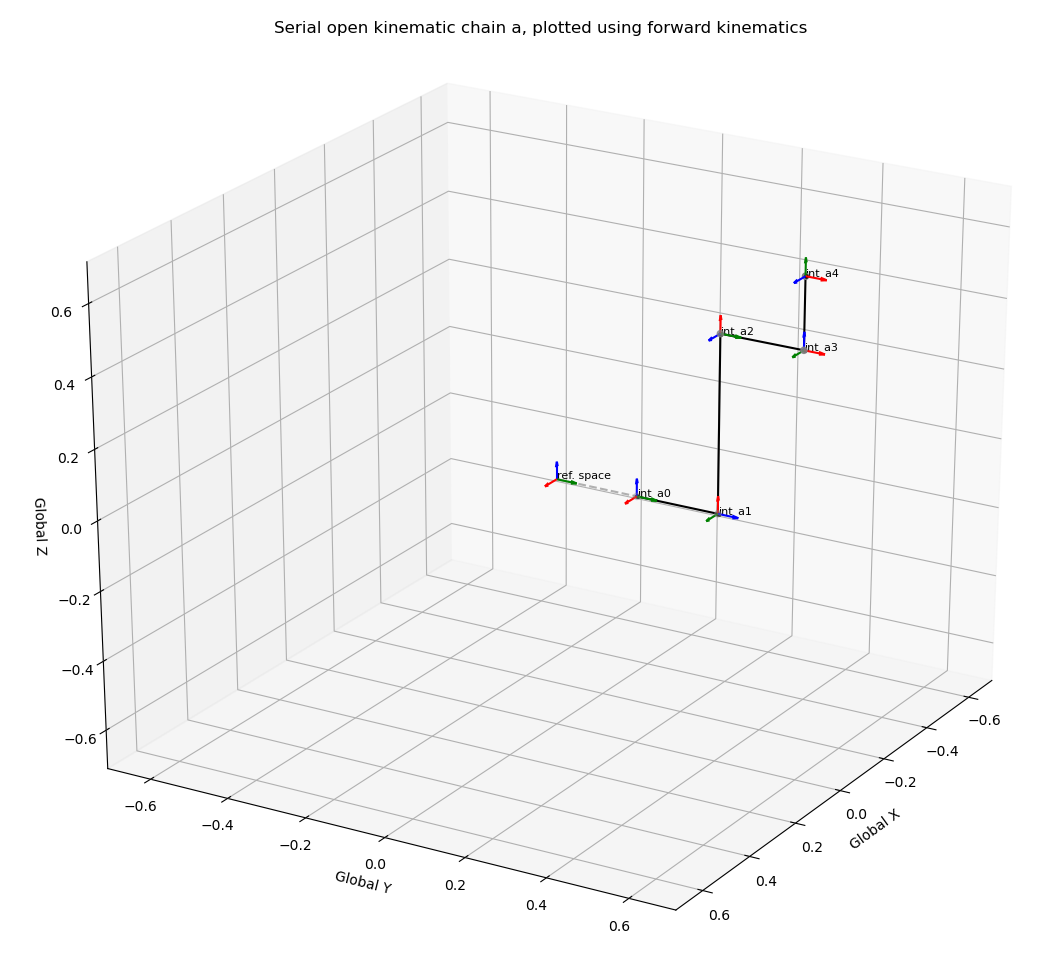 Serial open kinematic chain a, plotted using forward kinematics
int_a4
int_a2
int_a3
ref. space
int_a0
int_a1
0.6
0.4
0.2
0.0
−0.2
−0.4
−0.6
Global Z
−0.6
−0.4
−0.2
0.0
0.2
0.4
0.6
Global Y
−0.6
−0.4
−0.2
0.0
0.2
0.4
0.6
Global X